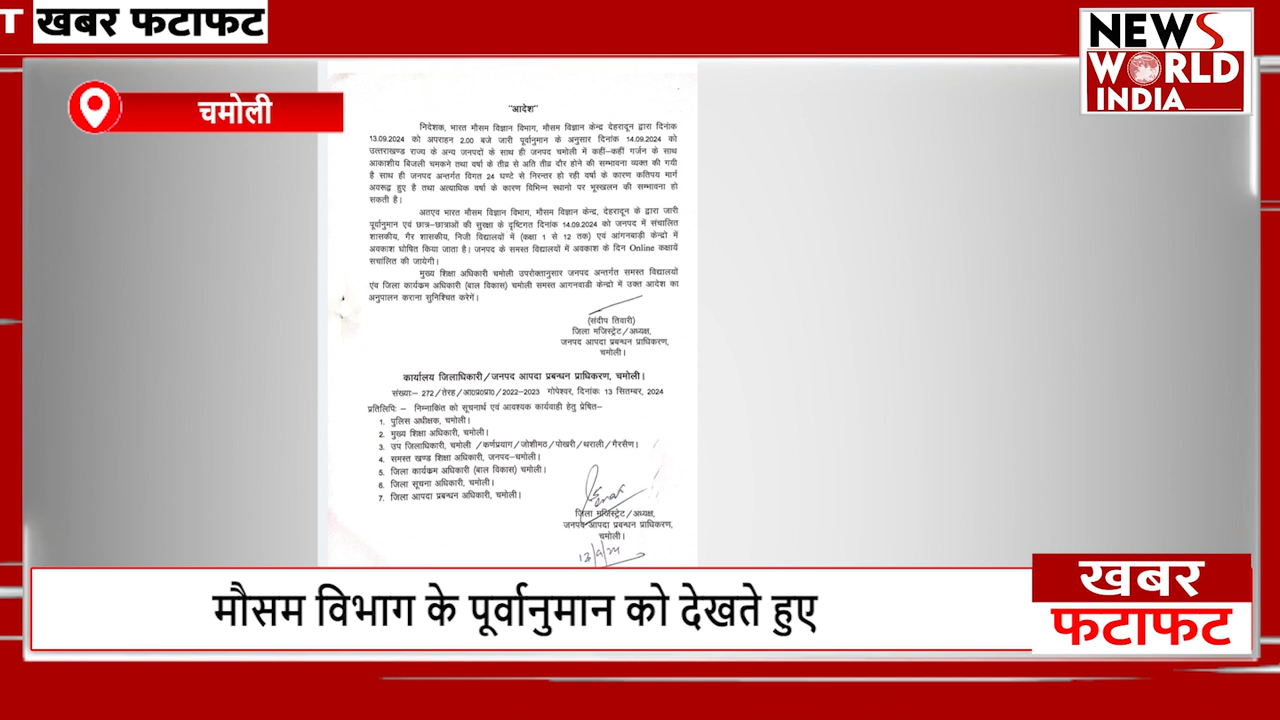 T खबर फटाफट
NEWS
WORLD
INDIA
चमोली
"आदेश"
निदेशक, भारत मौसम विज्ञान विभाग, मौसम विज्ञान केन्द्र देहरादून द्वारा दिनांक
13.09.2024 को अपराहन 2.00 बजे जारी पूर्वानुमान के अनुसार दिनांक 14.09.2024 को
उत्तराखण्ड राज्य के अन्य जनपदों के साथ ही जनपद चमोली में कहीं-कहीं गर्जन के साथ
आकाशीय बिजली चमकने तथा वर्षा के तीव्र से अति तीव्र दौर होने की सम्भावना व्यक्त की गयी
है साथ ही जनपद अन्तर्गत विगत 24 घण्टे से निरन्तर हो रही वर्षा के कारण कतिपय मार्ग
अवरूद्व हुए है तथा अत्याधिक वर्षा के कारण विभिन्न स्थानो पर भूस्खलन की सम्भावना हो
सकती है।
अतएव भारत मौसम विज्ञान विभाग, मौसम विज्ञान केन्द्र, देहरादून के द्वारा जारी
पूर्वानुमान एवं छात्र-छात्राओं की सुरक्षा के दृष्टिगत दिनांक 14.09.2024 को जनपद में संचालित
शासकीय, गैर शासकीय, निजी विद्यालयों में (कक्षा 1 से 12 तक) एवं आंगनबाड़ी केन्द्रो में
अवकाश घोषित किया जाता है। जनपद के समस्त विद्यालयों में अवकाश के दिन Online कक्षायें
संचालित की जायेगी।
मुख्य शिक्षा अधिकारी चमोली उपरोक्तानुसार जनपद अन्तर्गत समस्त विद्यालयों
एंव जिला कार्यक्रम अधिकारी (बाल विकास) चमोली समस्त आगनवाडी केन्द्रो में उक्त आदेश का
अनुपालन कराना सुनिश्चित करेगें।
(संदीप तिवारी)
जिला मजिस्ट्रेट/अध्यक्ष,
जनपद आपदा प्रबन्धन प्राधिकरण,
चमोली।
कार्यालय जिलाधिकारी/जनपद आपदा प्रबन्धन प्राधिकरण, चमोली।
संख्याः- 272/तेरह/आ0प्र0प्रा0/2022-2023 गोपेश्वर, दिनांकः 13 सितम्बर, 2024
प्रतिलिपिः- निम्नांकित को सूचनार्थ एवं आवश्यक कार्यवाही हेतु प्रेषित-
1. पुलिस अधीक्षक, चमोली।
2. मुख्य शिक्षा अधिकारी, चमोली।
3. उप जिलाधिकारी, चमोली /कर्णप्रयाग/जोशीमठ/पोखरी/थराली/गैरसैण।
4. समस्त खण्ड शिक्षा अधिकारी, जनपद-चमोली।
5. जिला कार्यक्रम अधिकारी (बाल विकास) चमोली।
6. जिला सूचना अधिकारी, चमोली।
7. जिला आपदा प्रबन्धन अधिकारी, चमोली।
जिला मजिस्ट्रेट/अध्यक्ष,
जनपद आपदा प्रबन्धन प्राधिकरण,
चमोली।
मौसम विभाग के पूर्वानुमान को देखते हुए
खबर
फटाफट